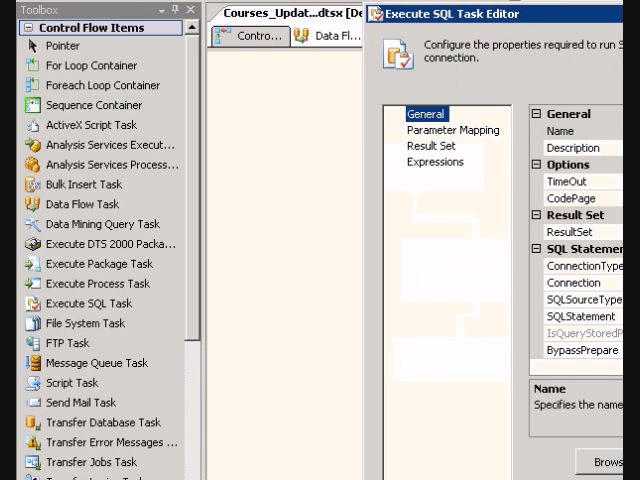 Toolbox
Control Flow Items
Pointer
For Loop Container
Foreach Loop Container
Sequence Container
ActiveX Script Task
Analysis Services Execut...
Analysis Services Process...
Bulk Insert Task
Data Flow Task
Data Mining Query Task
Execute DTS 2000 Packa...
Execute Package Task
Execute Process Task
Execute SQL Task
File System Task
FTP Task
Message Queue Task
Script Task
Send Mail Task
Transfer Database Task
Transfer Error Messages ...
Transfer Jobs Task
Courses_Updat...dtsx [De
Contro...
Data Fl...
Execute SQL Task Editor
Configure the properties required to run S
connection.
General
Parameter Mapping
Result Set
Expressions
General
Name
Description
Options
TimeOut
CodePage
Result Set
ResultSet
SQL Statemen
ConnectionType
Connection
SQLSourceType
SQLStatement
IsQueryStoredP
BypassPrepare
Name
Specifies the name
Brows